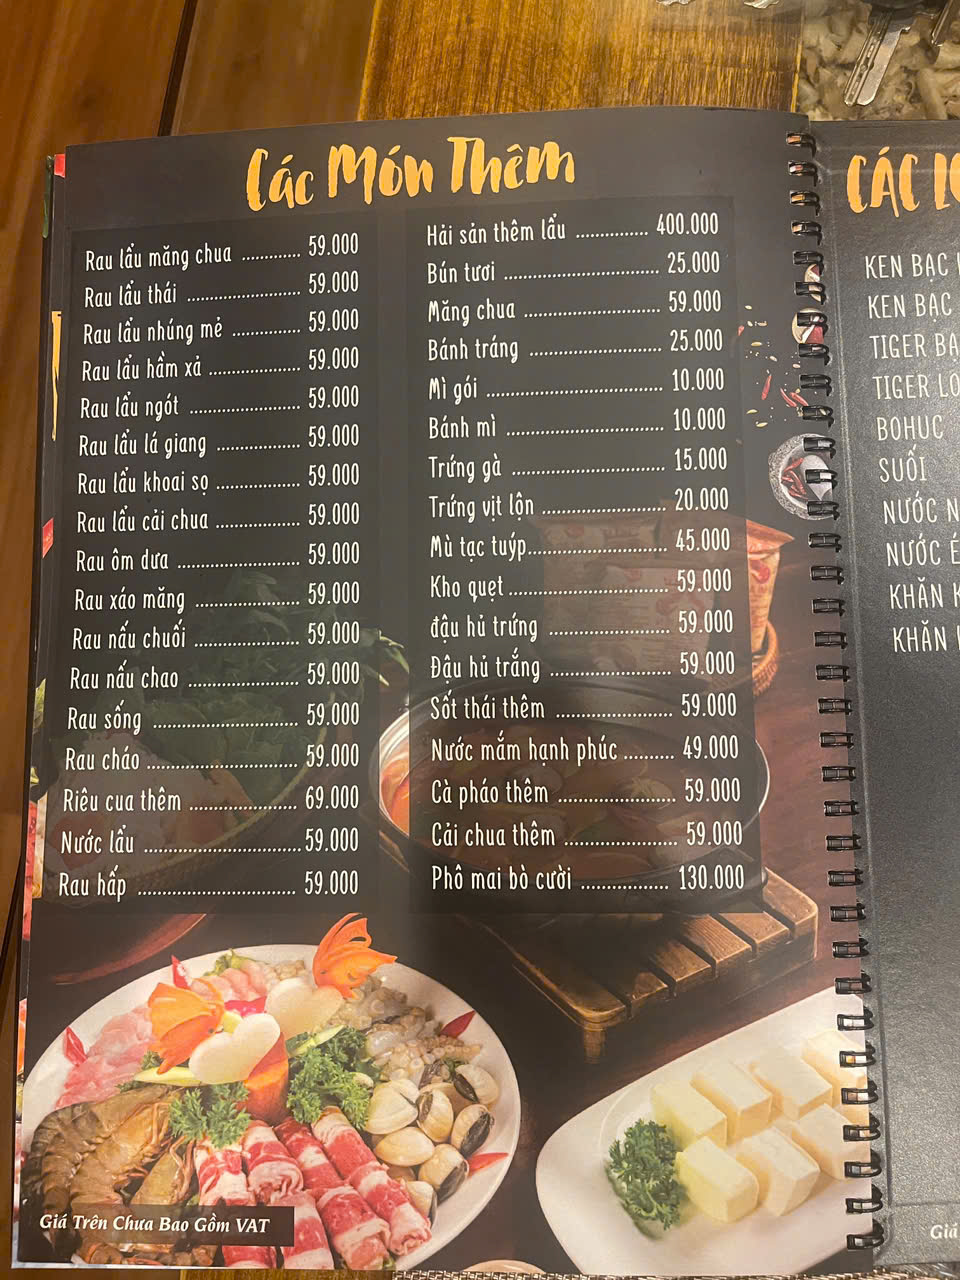 Các Món Thêm
Rau lẩu măng chua ............. 59.000
Rau lẩu thái ......................... 59.000
Rau lẩu nhúng mẻ ............... 59.000
Rau lẩu hầm xả .................... 59.000
Rau lẩu ngót ........................ 59.000
Rau lẩu lá giang ................... 59.000
Rau lẩu khoai sọ .................. 59.000
Rau lẩu cải chua .................. 59.000
Rau ôm dưa ........................... 59.000
Rau xáo măng ....................... 59.000
Rau nấu chuối ....................... 59.000
Rau nấu chao ........................ 59.000
Rau sống ............................... 59.000
Rau cháo ................................ 59.000
Riêu cua thêm ....................... 69.000
Nước lẩu ................................. 59.000
Rau hấp .................................. 59.000
Hải sản thêm lẩu ............... 400.000
Bún tươi ................................. 25.000
Măng chua ............................. 59.000
Bánh tráng ............................ 25.000
Mì gói ..................................... 10.000
Bánh mì .................................. 10.000
Trứng gà ................................ 15.000
Trứng vịt lộn .......................... 20.000
Mù tạc tuýp............................ 45.000
Kho quẹt................................. 59.000
đậu hủ trứng ......................... 59.000
Đậu hủ trắng ......................... 59.000
Sốt thái thêm ........................ 59.000
Nước mắm hạnh phúc .......... 49.000
Cà pháo thêm ........................ 59.000
Cải chua thêm ....................... 59.000
Phô mai bò cười .................. 130.000
Giá Trên Chưa Bao Gồm VAT
CÁC
KEN BẠC
KEN BẠC
TIGER
TIGER
BOHUC
SUỐI
NƯỚC
NƯỚC
KHĂN
KHĂN
Giá